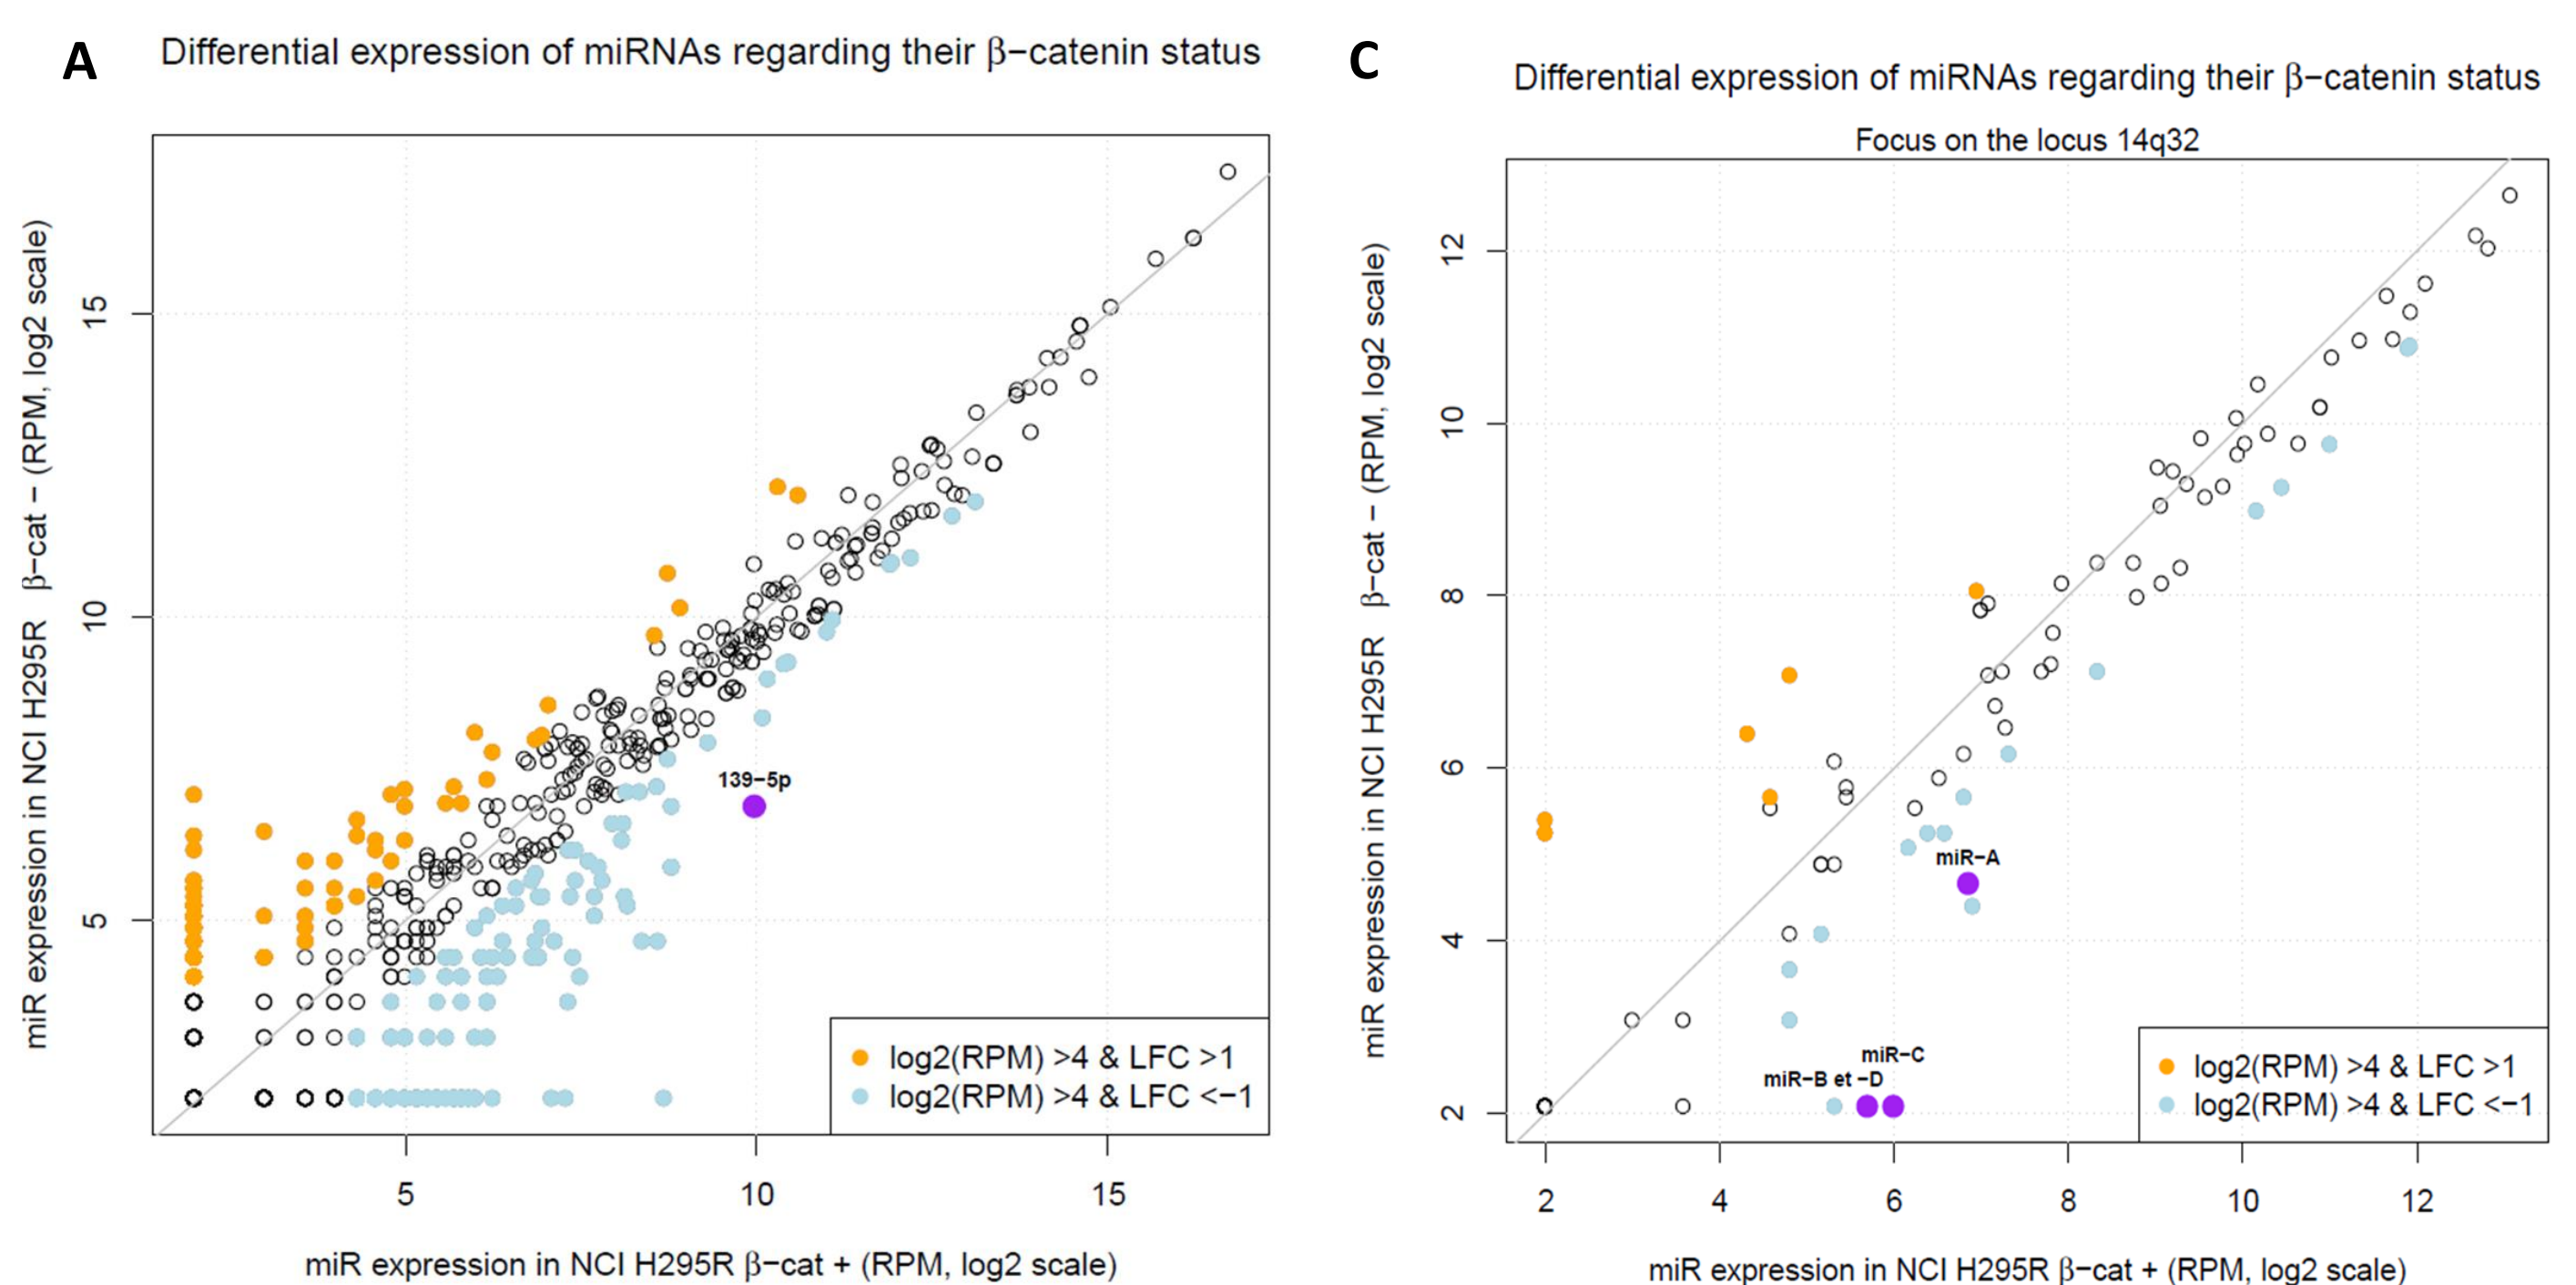 A
Differential expression of miRNAs regarding their β−catenin status
miR expression in NCI H295R β−cat − (RPM, log2 scale)
15
10
5
139−5p
log2(RPM) >4 & LFC >1
log2(RPM) >4 & LFC <−1
5
10
15
miR expression in NCI H295R β−cat + (RPM, log2 scale)
C
Differential expression of miRNAs regarding their β−catenin status
Focus on the locus 14q32
miR expression in NCI H295R β−cat − (RPM, log2 scale)
12
10
8
6
4
2
miR−A
miR−C
miR−B et −D
log2(RPM) >4 & LFC >1
log2(RPM) >4 & LFC <−1
2
4
6
8
10
12
miR expression in NCI H295R β−cat + (RPM, log2 scale)